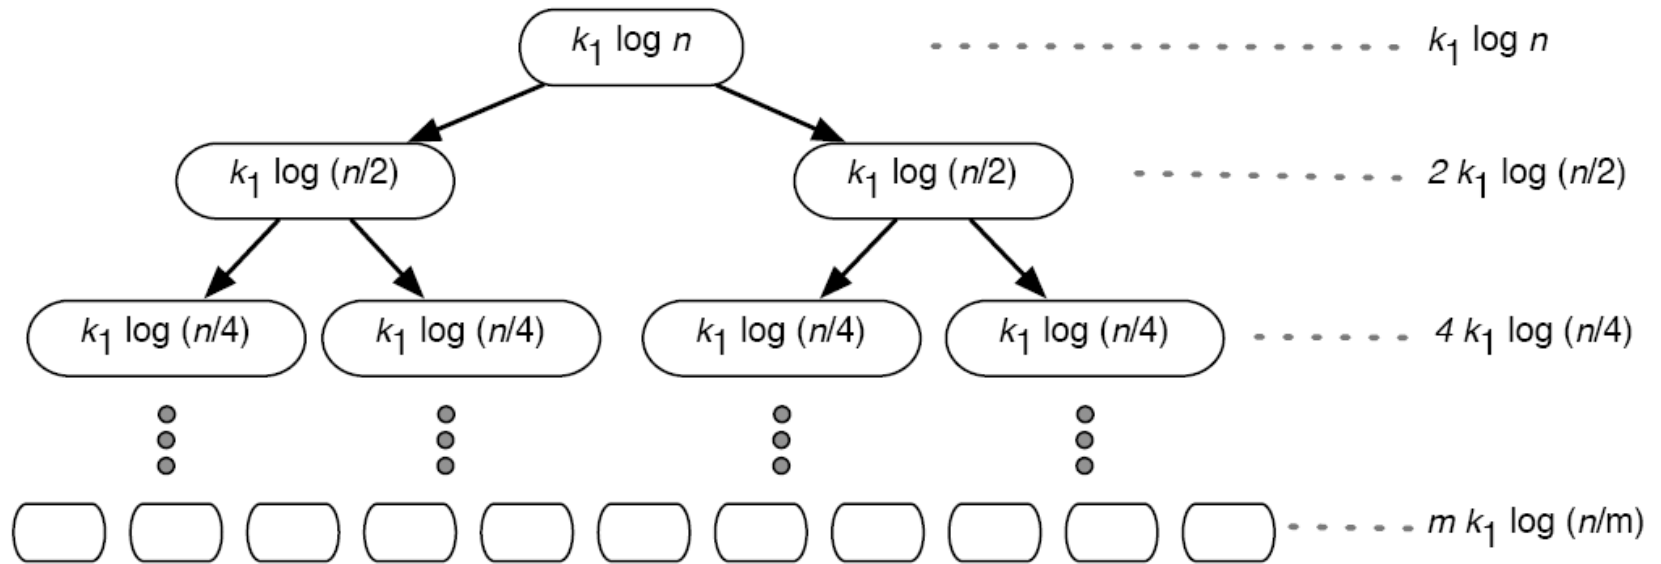 k₁ log n k₁ log n
k₁ log (n/2) k₁ log (n/2) 2 k₁ log (n/2)
k₁ log (n/4) k₁ log (n/4) k₁ log (n/4) k₁ log (n/4) 4 k₁ log (n/4)
m k₁ log (n/m)